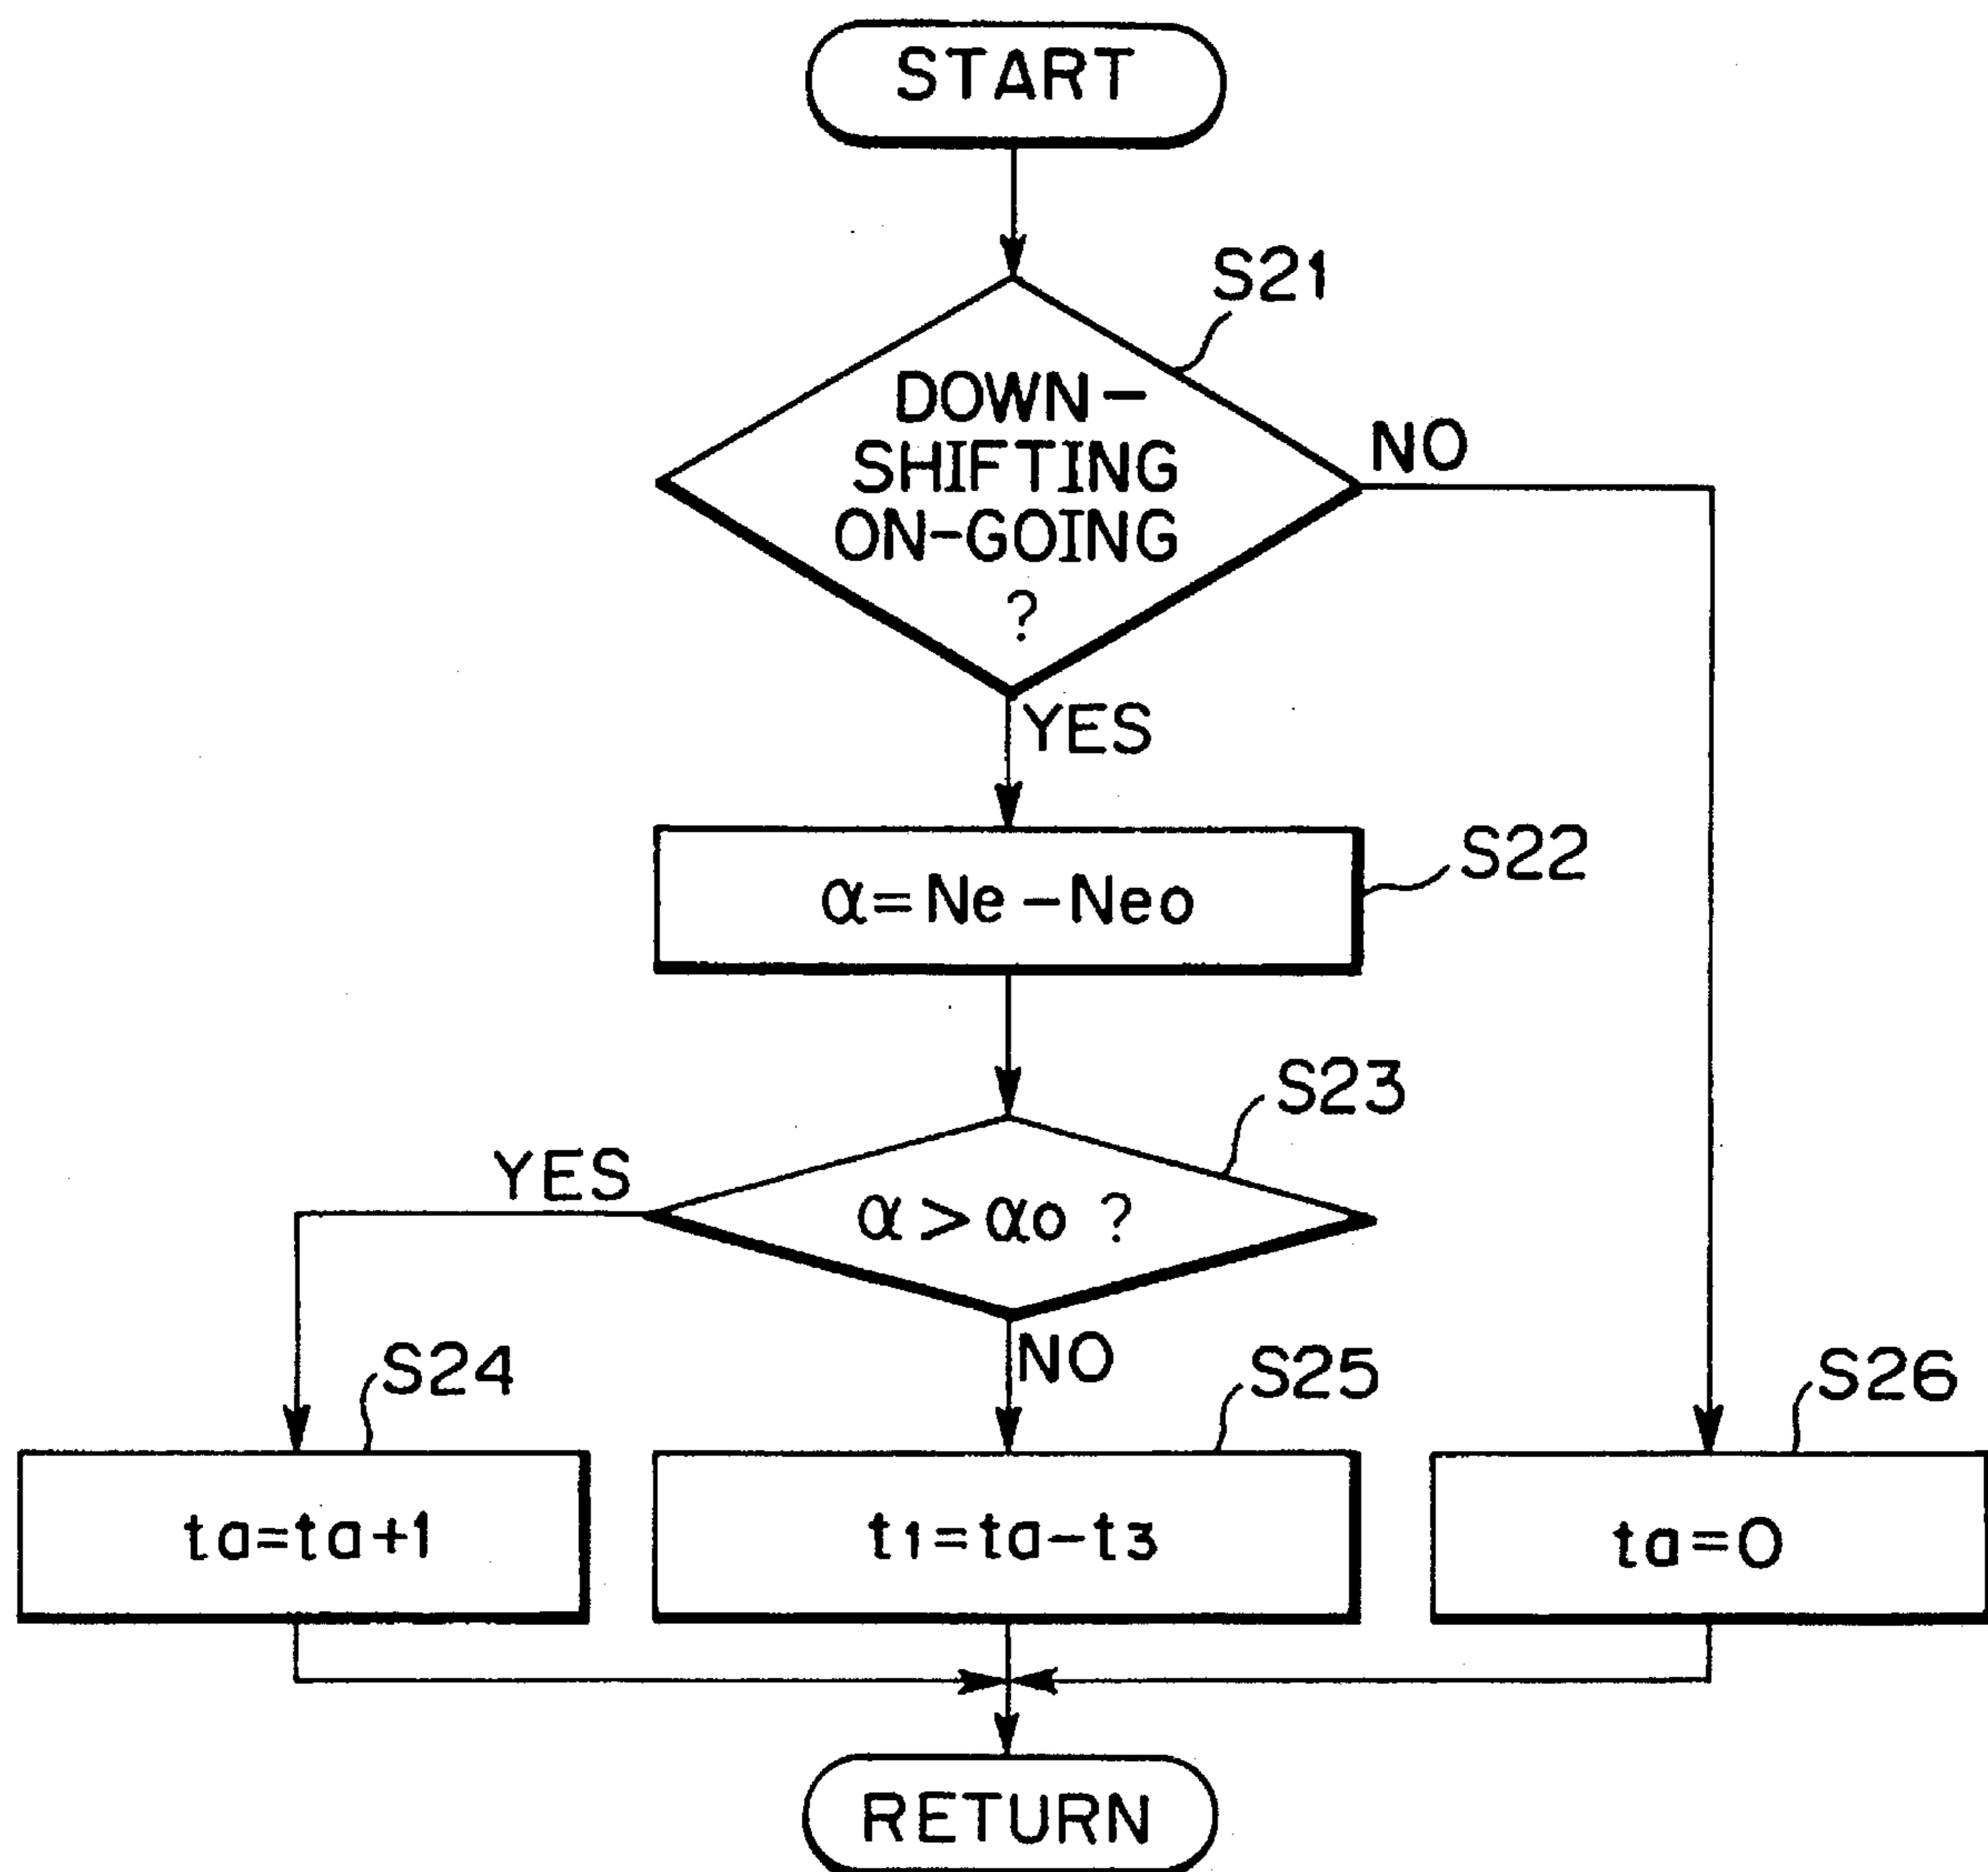 START
S21
DOWN-
SHIFTING
ON-GOING
?
NO
YES
S22
α=Ne-Neo
S23
YES
α>αo ?
NO
S24
S25
S26
ta=ta+1
t1=ta-t3
ta=0
RETURN